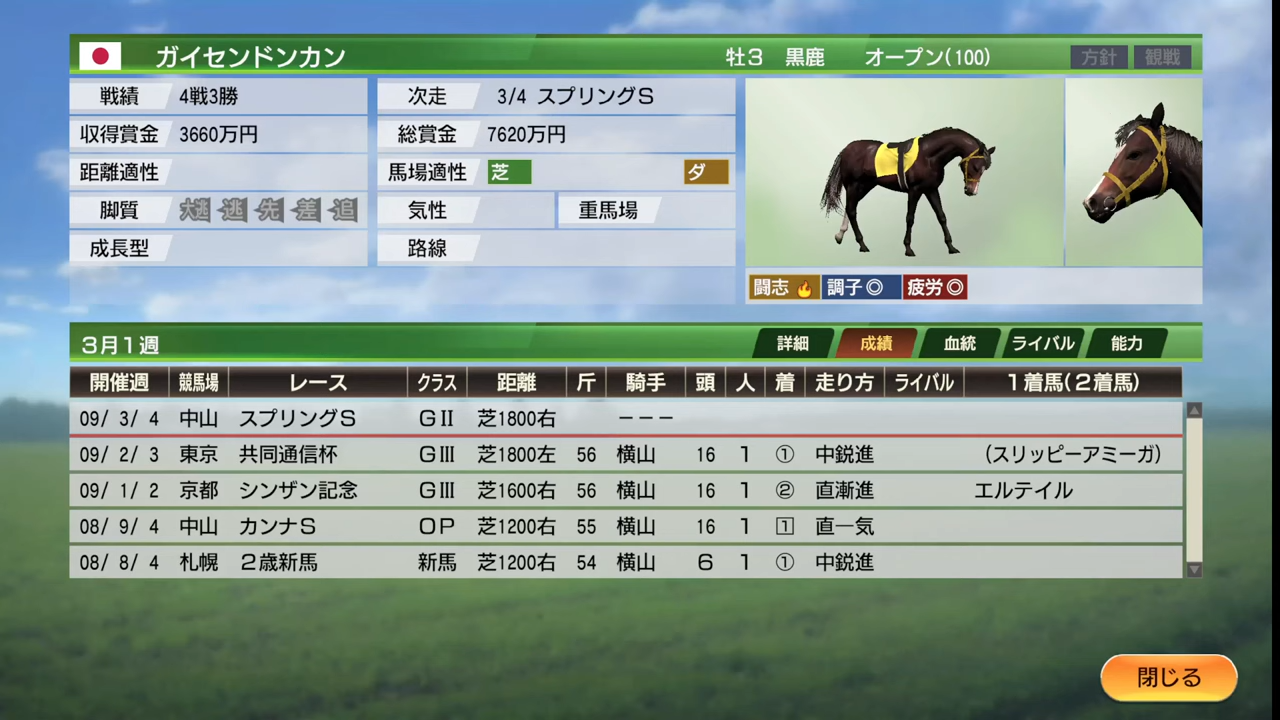 ガイセンドンカン 牡3 黒鹿 オープン(100) 方針 観戦
戦績 4戦3勝 次走 3/4 スプリングS
収得賞金 3660万円 総賞金 7620万円
距離適性 馬場適性 芝 ダ
脚質 大逃 逃 先 差 追 気性 重馬場
成長型 路線
闘志 調子◎ 疲労◎
3月1週 詳細 成績 血統 ライバル 能力
開催週 競馬場 レース クラス 距離 斤 騎手 頭 人 着 走り方 ライバル 1着馬(2着馬)
09/ 3/ 4 中山 スプリングS GⅡ 芝1800右 ---
09/ 2/ 3 東京 共同通信杯 GⅢ 芝1800左 56 横山 16 1 ① 中鋭進 (スリッピーアミーガ)
09/ 1/ 2 京都 シンザン記念 GⅢ 芝1600右 56 横山 16 1 ② 直漸進 エルテイル
08/ 9/ 4 中山 カンナS OP 芝1200右 55 横山 16 1 1 直一気
08/ 8/ 4 札幌 2歳新馬 新馬 芝1200右 54 横山 6 1 ① 中鋭進
閉じる